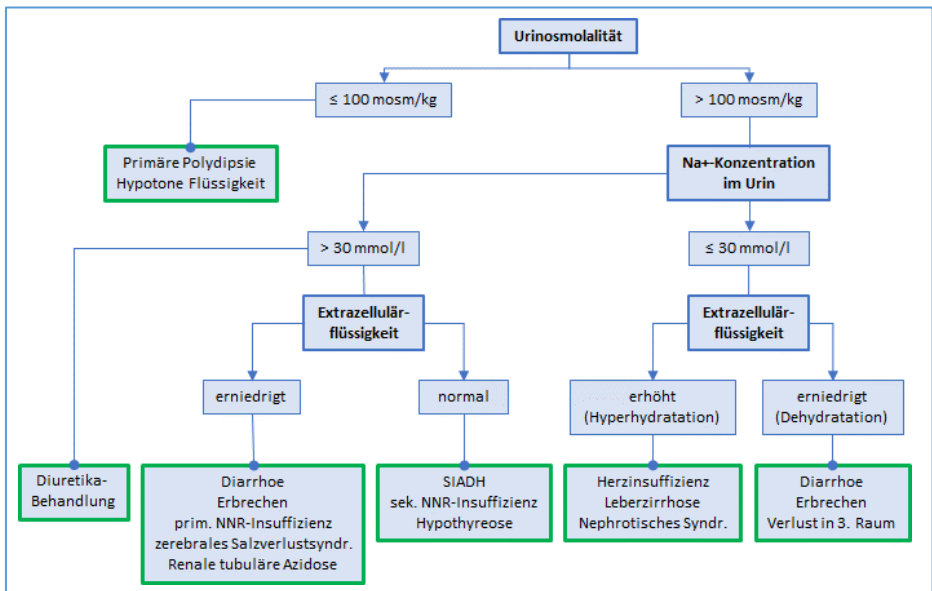 Urinosmolalität
≤ 100 mosm/kg
> 100 mosm/kg
Primäre Polydipsie
Hypotone Flüssigkeit
Na+-Konzentration
im Urin
> 30 mmol/l
≤ 30 mmol/l
Extrazellulär-
flüssigkeit
Extrazellulär-
flüssigkeit
erniedrigt
normal
erhöht
(Hyperhydratation)
erniedrigt
(Dehydratation)
Diuretika-
Behandlung
Diarrhoe
Erbrechen
prim. NNR-Insuffizienz
zerebrales Salzverlustsyndr.
Renale tubuläre Azidose
SIADH
sek. NNR-Insuffizienz
Hypothyreose
Herzinsuffizienz
Leberzirrhose
Nephrotisches Syndr.
Diarrhoe
Erbrechen
Verlust in 3. Raum